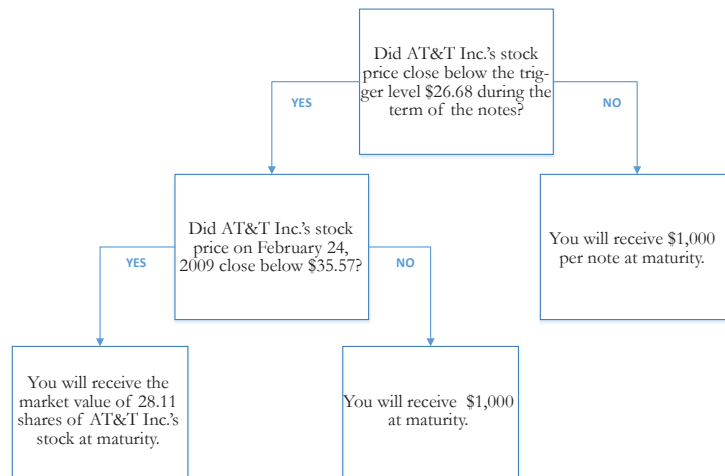 Did AT&T Inc.'s stock
price close below the trig-
ger level $26.68 during the
term of the notes?
YES
NO
Did AT&T Inc.'s stock
price on February 24,
2009 close below $35.57?
You will receive $1,000
per note at maturity.
YES
NO
You will receive the
market value of 28.11
shares of AT&T Inc.'s
stock at maturity.
You will receive $1,000
at maturity.